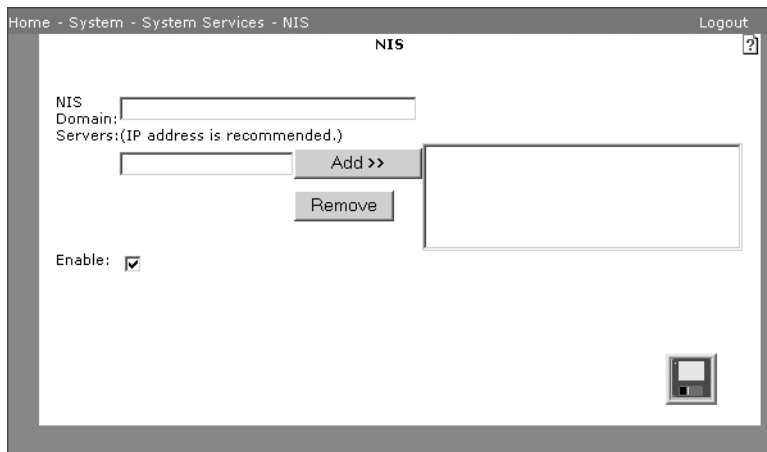 Home - System - System Services - NIS Logout
NIS
?
NIS
Domain:
Servers:(IP address is recommended.)
Add >>
Remove
Enable: